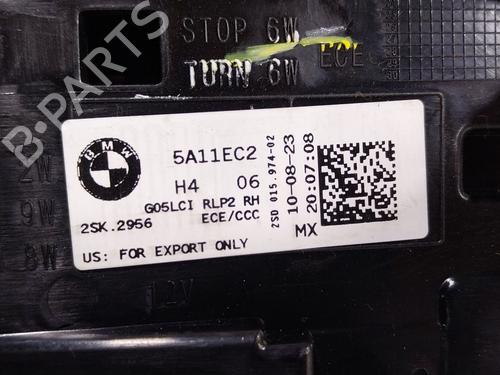 STOP 6W
TURN 6W
ECE
B-PARTS
BMW
5A11EC2
H4 06
G05LCI RLP2 RH
2SK.2956 ECE/CCC
US: FOR EXPORT ONLY
2S0 015.974-02
10-08-23
20:07:08
MX
2W
9W
8W
12V